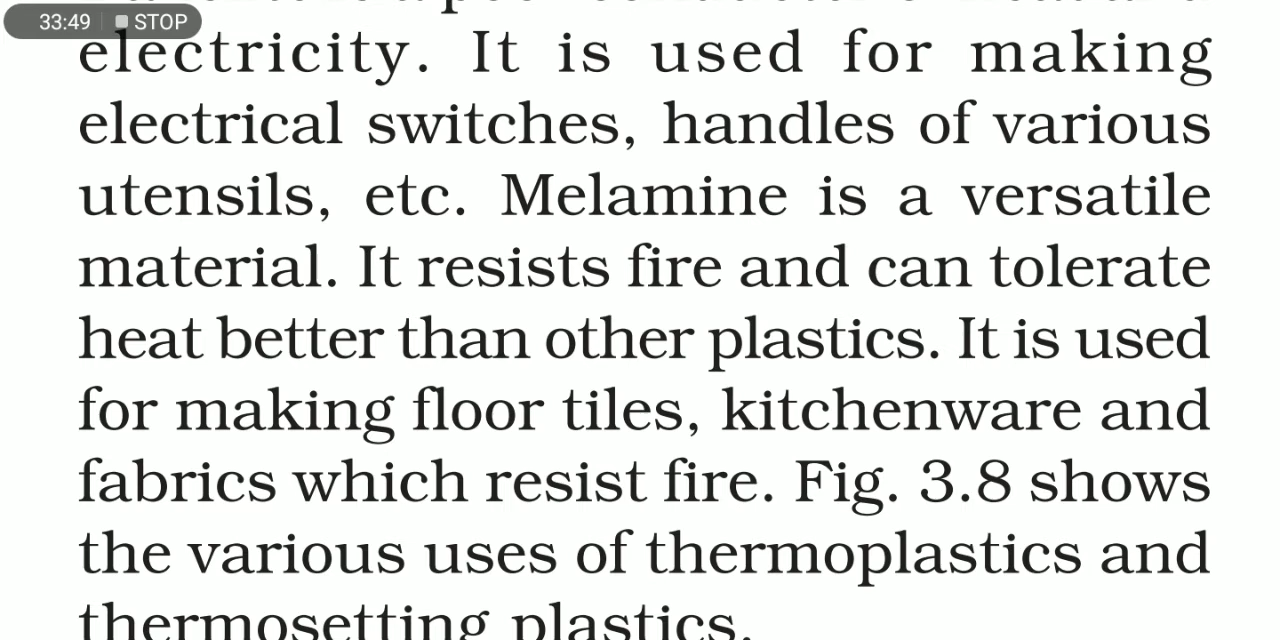 33:49 STOP
electricity. It is used for making
electrical switches, handles of various
utensils, etc. Melamine is a versatile
material. It resists fire and can tolerate
heat better than other plastics. It is used
for making floor tiles, kitchenware and
fabrics which resist fire. Fig. 3.8 shows
the various uses of thermoplastics and
thermosetting plastics.